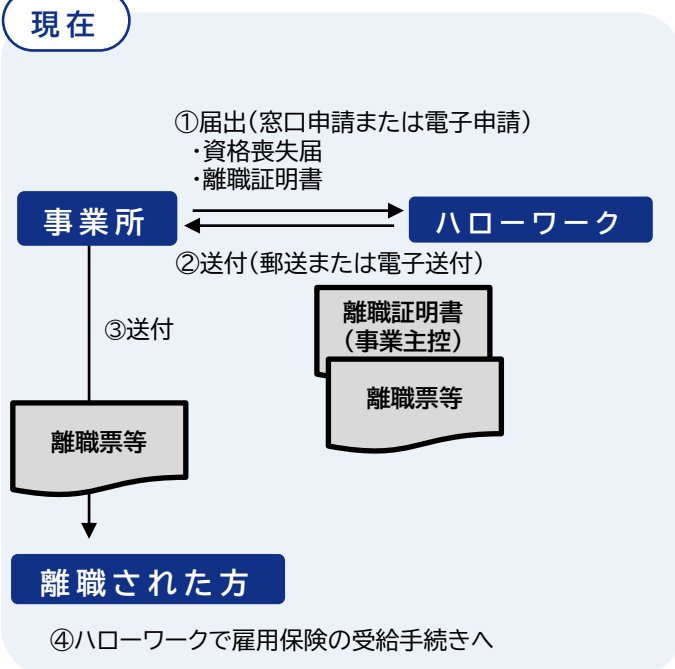 現在
①届出(窓口申請または電子申請)
・資格喪失届
・離職証明書
事業所
ハローワーク
②送付(郵送または電子送付)
離職証明書
(事業主控)
離職票等
③送付
離職票等
離職された方
④ハローワークで雇用保険の受給手続きへ